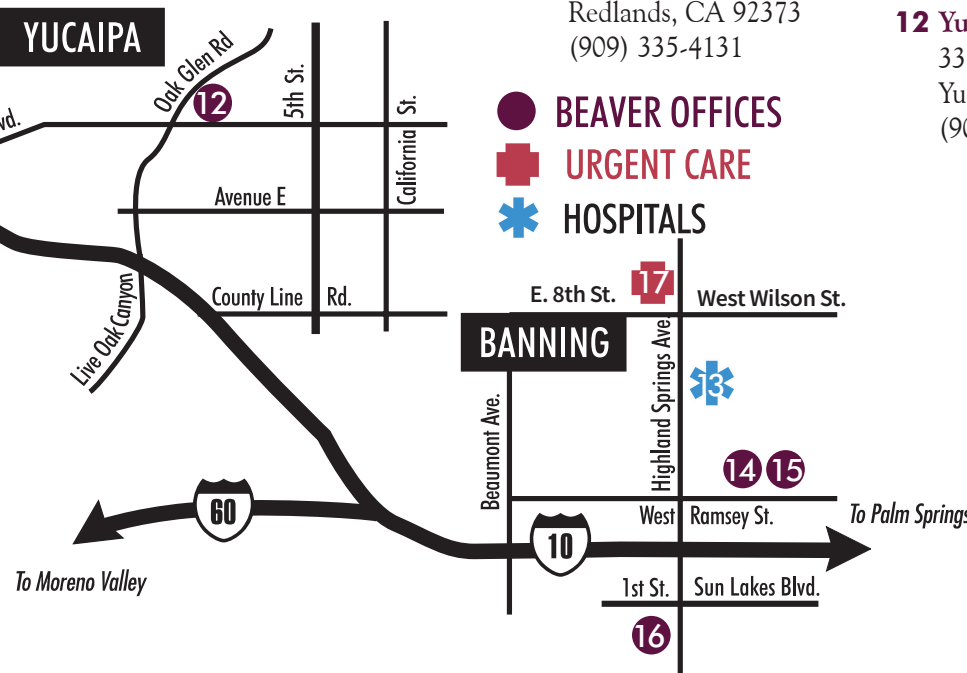 Redlands, CA 92373
(909) 335-4131
12 Yu
33
Yu
(90
YUCAIPA
Oak Glen Rd
12
5th St.
California St.
vd.
Avenue E
County Line Rd.
Live Oak Canyon
BEAVER OFFICES
URGENT CARE
HOSPITALS
17
E. 8th St.
West Wilson St.
BANNING
Highland Springs Ave.
13
Beaumont Ave.
14 15
West Ramsey St.
To Palm Springs
60
10
To Moreno Valley
1st St.
Sun Lakes Blvd.
16